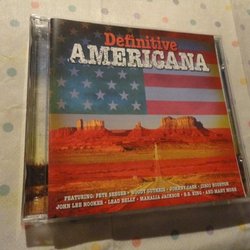 Definitive
AMERICANA
FEATURING: PETE SEEGER • WOODY GUTHRIE • JOHNNY CASH • CISCO HOUSTON
JOHN LEE HOOKER • LEAD BELLY • MAHALIA JACKSON • B.B. KING • AND MANY MORE